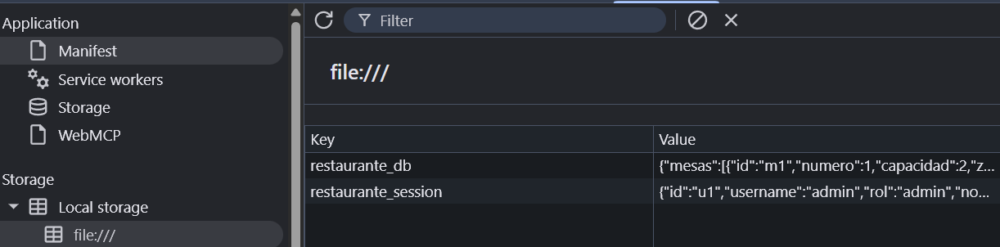 Application
Manifest
Service workers
Storage
WebMCP
Storage
Local storage
file:///
Filter
file:///
Key Value
restaurante_db {"mesas":[{"id":"m1","numero":1,"capacidad":2,"z...
restaurante_session {"id":"u1","username":"admin","rol":"admin","no...